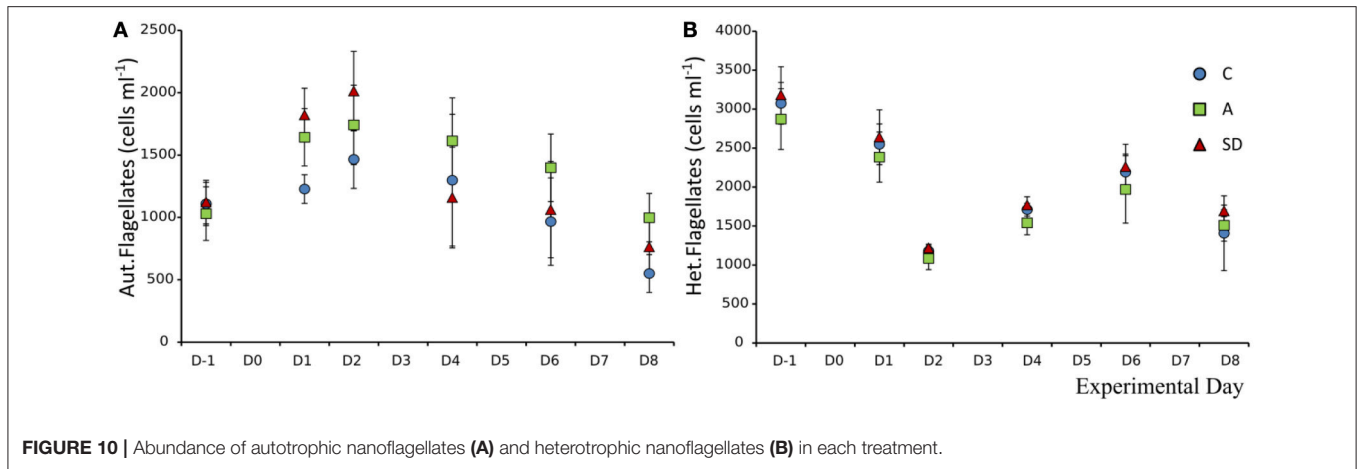 A
Aut.Flagellates (cells ml⁻¹)
2500
2000
1500
1000
500
0
D-1 D0 D1 D2 D3 D4 D5 D6 D7 D8
B
Het.Flagellates (cells ml⁻¹)
4000
3500
3000
2500
2000
1500
1000
500
0
D-1 D0 D1 D2 D3 D4 D5 D6 D7 D8
C
A
SD
Experimental Day
FIGURE 10 | Abundance of autotrophic nanoflagellates (A) and heterotrophic nanoflagellates (B) in each treatment.